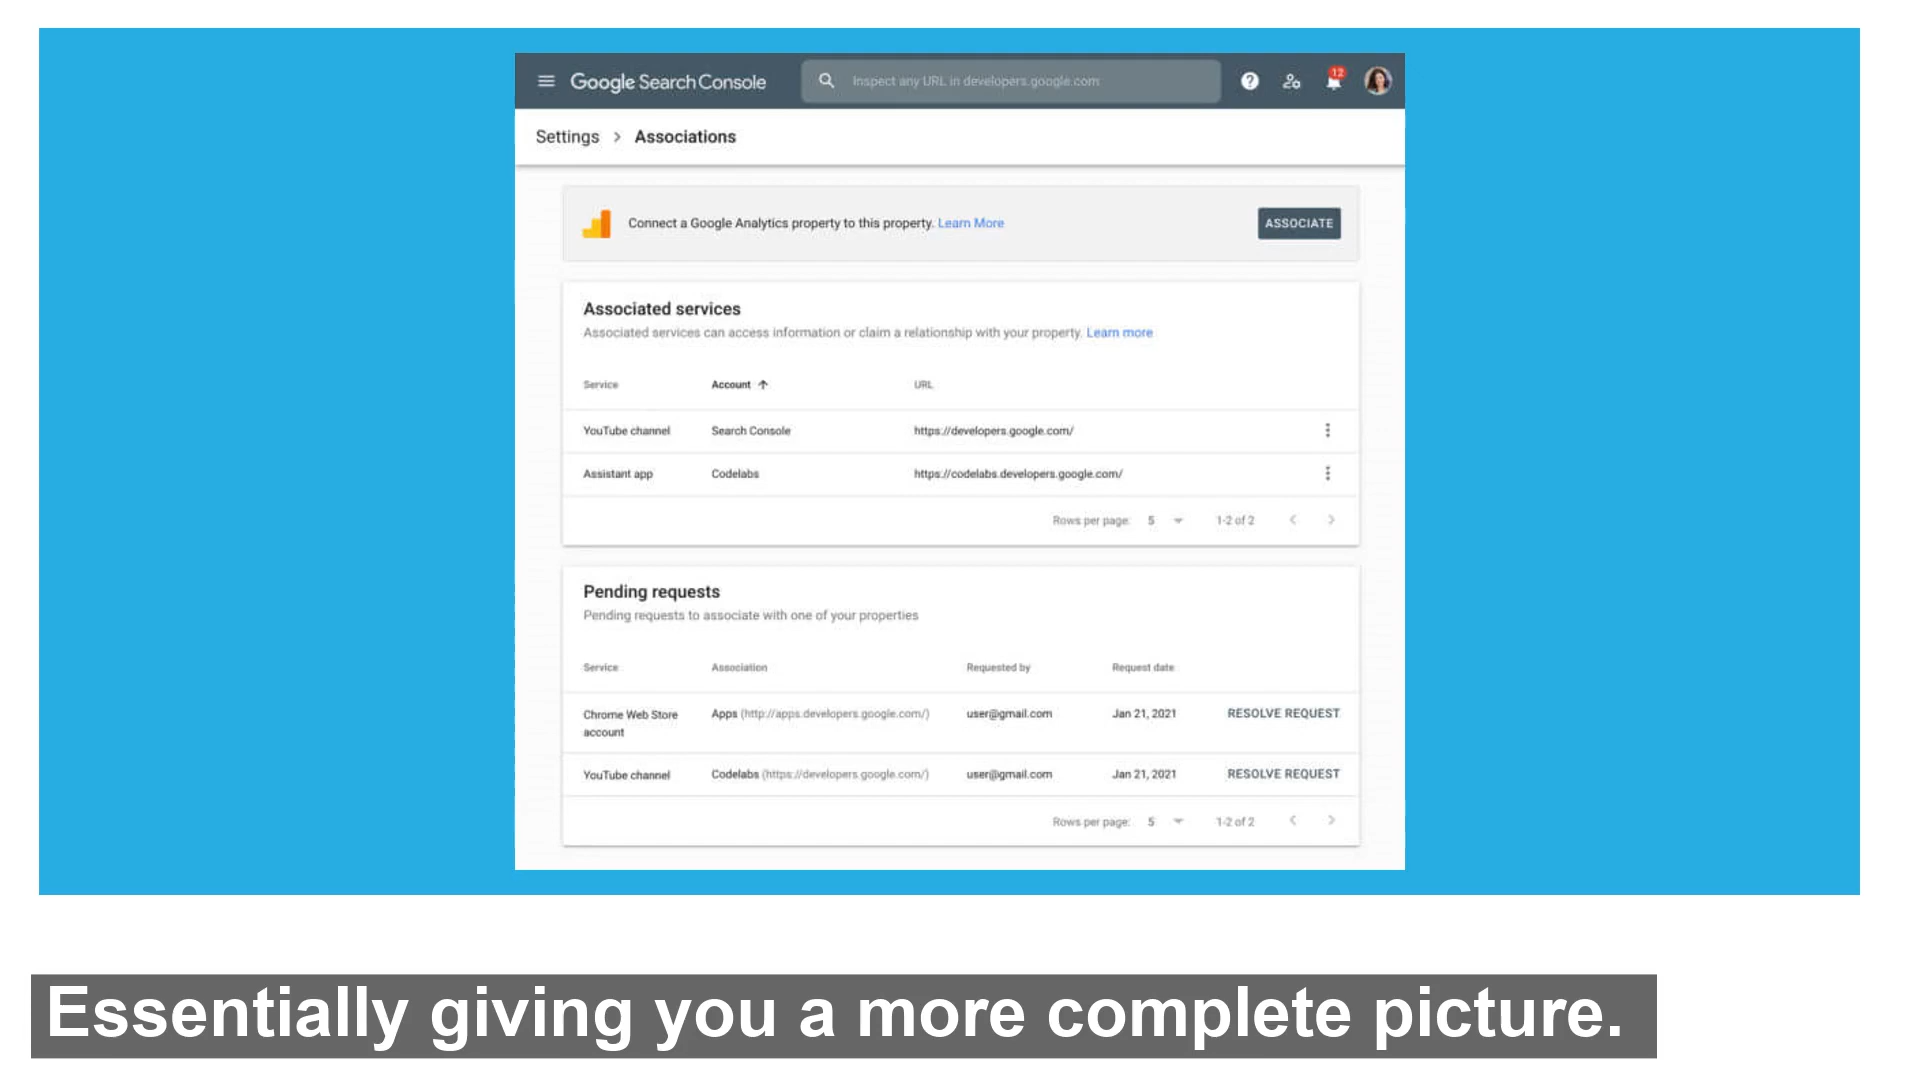 Google Search Console
Inspect any URL in developers.google.com
12
Settings > Associations
Connect a Google Analytics property to this property. Learn More
ASSOCIATE
Associated services
Associated services can access information or claim a relationship with your property. Learn more
Service Account ↑ URL
YouTube channel Search Console https://developers.google.com/
Assistant app Codelabs https://codelabs.developers.google.com/
Rows per page: 5 1-2 of 2 < >
Pending requests
Pending requests to associate with one of your properties
Service Association Requested by Request date
Chrome Web Store account Apps (http://apps.developers.google.com/) user@gmail.com Jan 21, 2021 RESOLVE REQUEST
YouTube channel Codelabs (https://developers.google.com/) user@gmail.com Jan 21, 2021 RESOLVE REQUEST
Rows per page: 5 1-2 of 2 < >
Essentially giving you a more complete picture.